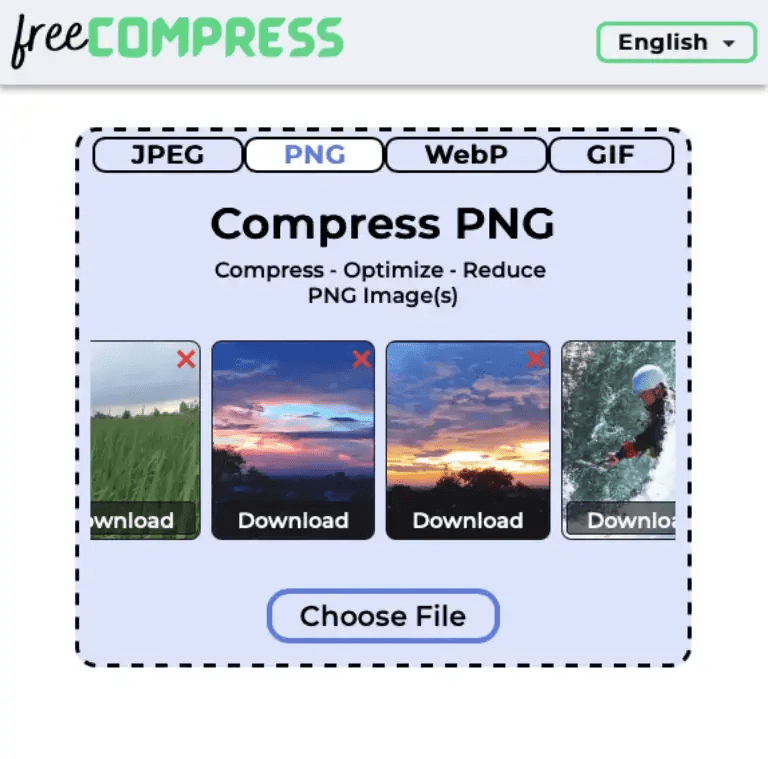 freeCOMPRESS
English
JPEG PNG WebP GIF
Compress PNG
Compress - Optimize - Reduce
PNG Image(s)
ownload Download Download Downloa
Choose File